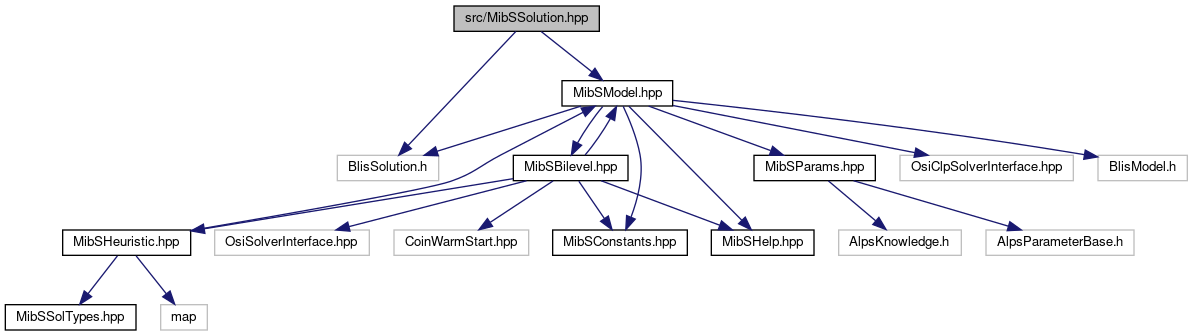 src/MibSSolution.hpp
MibSModel.hpp
BlisSolution.h
MibSBilevel.hpp
MibSParams.hpp
OsiClpSolverInterface.hpp
BlisModel.h
MibSHeuristic.hpp
OsiSolverInterface.hpp
CoinWarmStart.hpp
MibSConstants.hpp
MibSHelp.hpp
AlpsKnowledge.h
AlpsParameterBase.h
MibSSolTypes.hpp
map